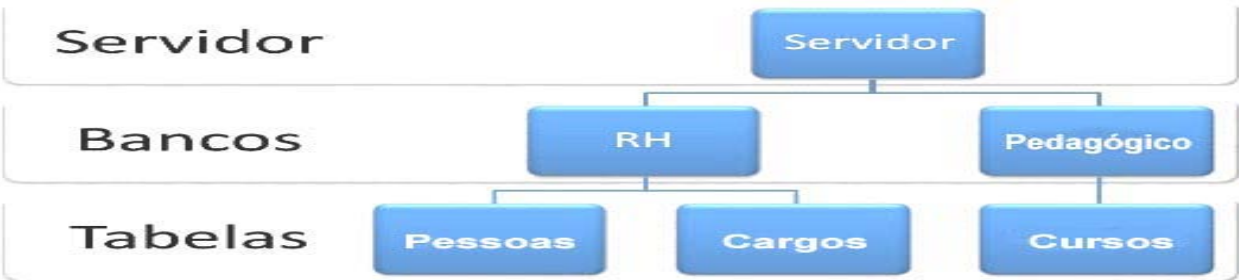 Servidor
Servidor
Bancos
RH
Pedagógico
Tabelas
Pessoas
Cargos
Cursos